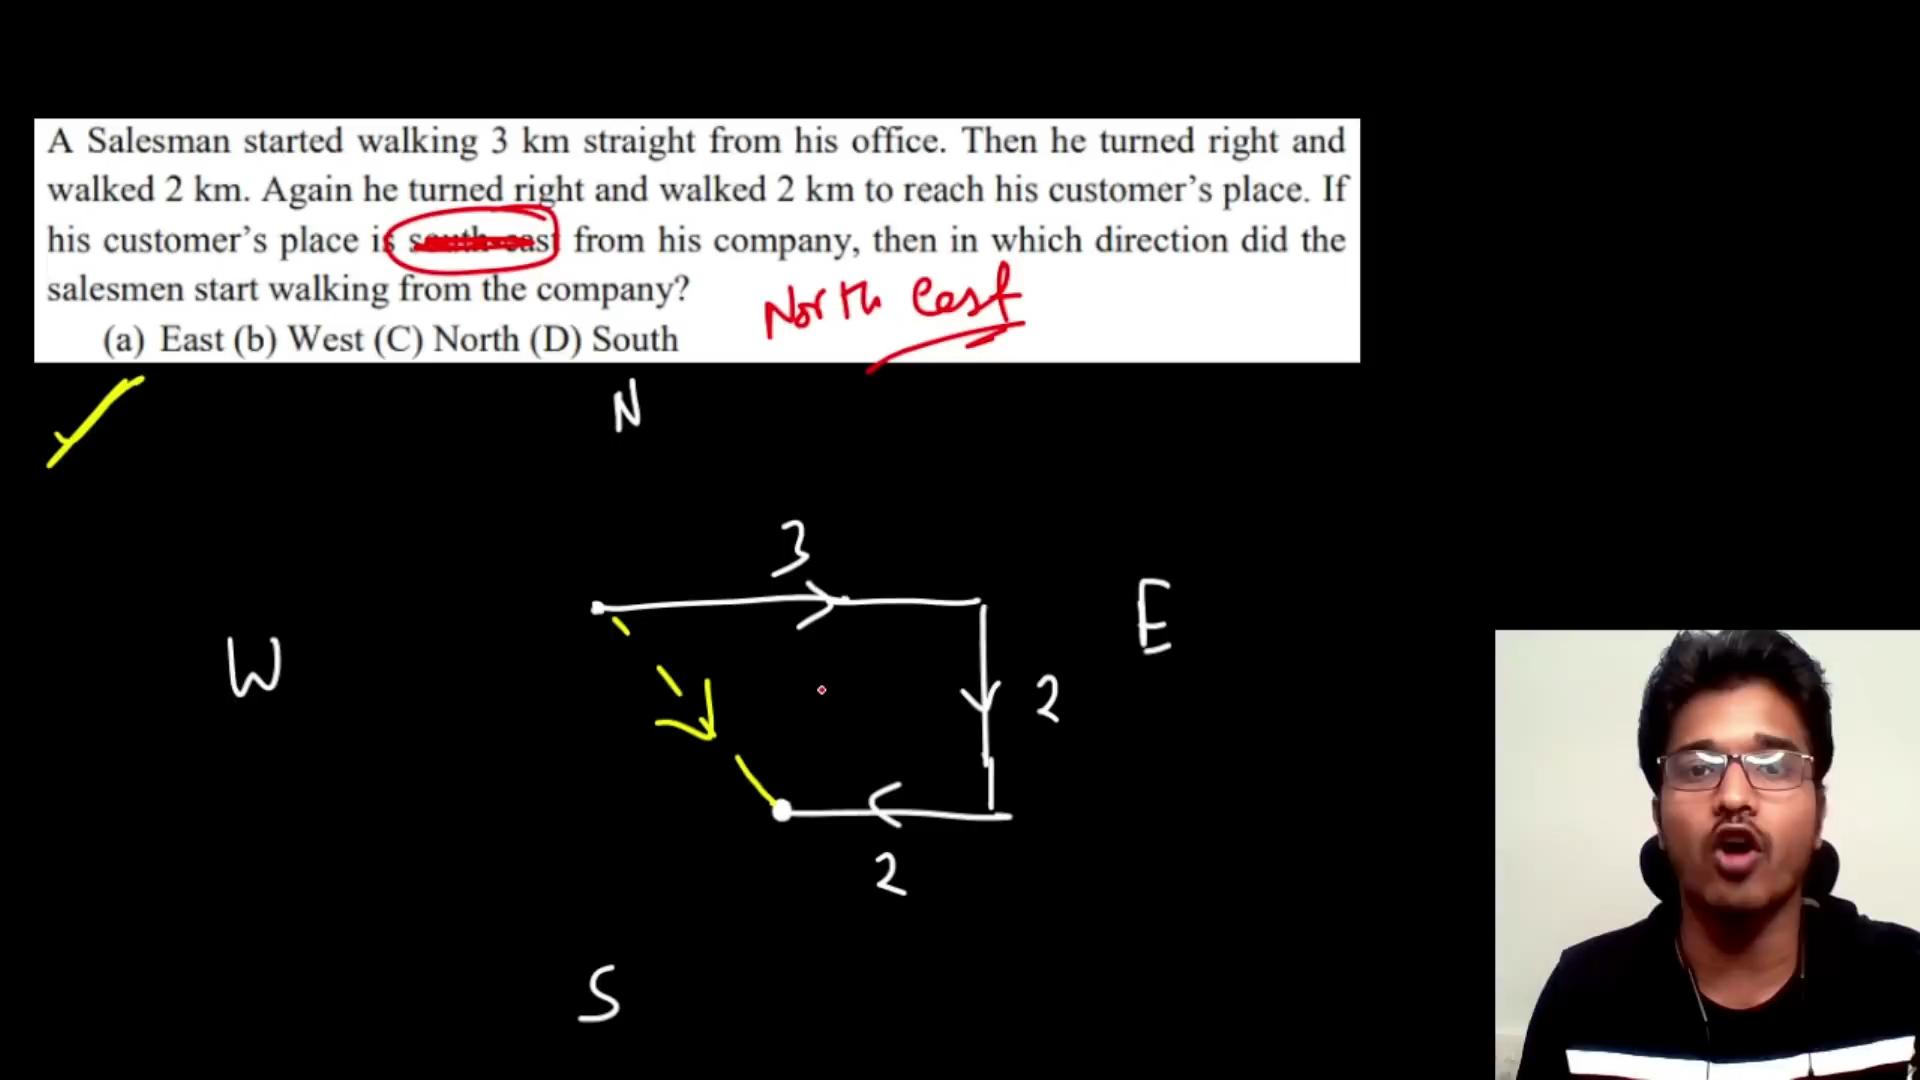 A Salesman started walking 3 km straight from his office. Then he turned right and
walked 2 km. Again he turned right and walked 2 km to reach his customer's place. If
his customer's place is south-east from his company, then in which direction did the
salesmen start walking from the company?
North East
(a) East (b) West (C) North (D) South
N
3
E
W
2
2
S